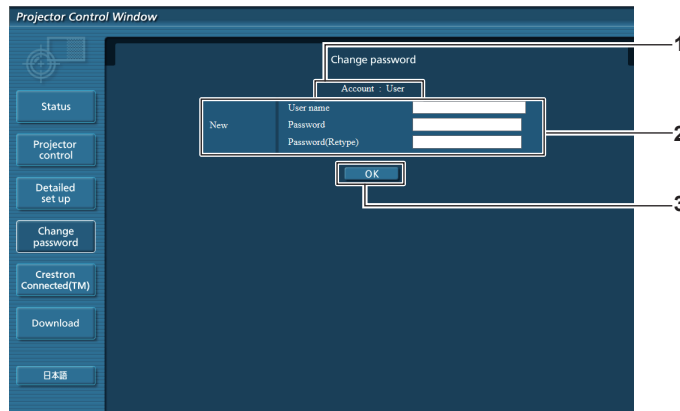 Projector Control Window
1
Change password
Account : User
Status
User name
New
Password
2
Password(Retype)
Projector
control
OK
Detailed
set up
3
Change
password
Crestron
Connected(TM)
Download
日本語